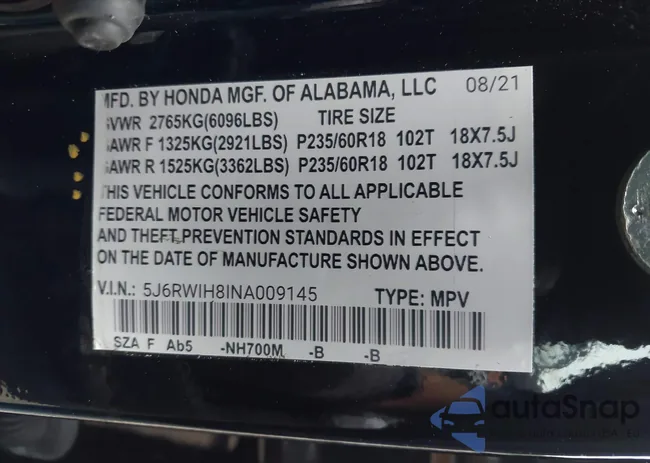 MFD. BY HONDA MGF. OF ALABAMA, LLC 08/21
GVWR 2765KG(6096LBS) TIRE SIZE
GAWR F 1325KG(2921LBS) P235/60R18 102T 18X7.5J
GAWR R 1525KG(3362LBS) P235/60R18 102T 18X7.5J
THIS VEHICLE CONFORMS TO ALL APPLICABLE
FEDERAL MOTOR VEHICLE SAFETY
AND THEFT PREVENTION STANDARDS IN EFFECT
ON THE DATE OF MANUFACTURE SHOWN ABOVE.
V.I.N.: 5J6RWIH8INA009145 TYPE: MPV
SZA F Ab5 -NH700M -B -B
autoSnap